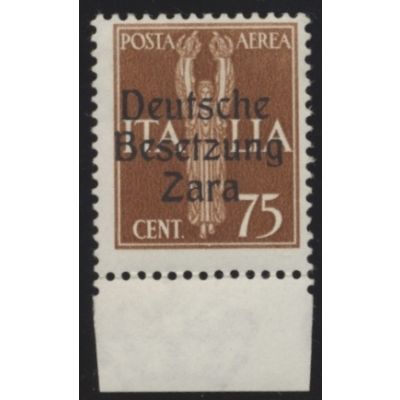 POSTA AEREA
Deutsche
ITALIA
Besetzung
Zara
CENT. 75